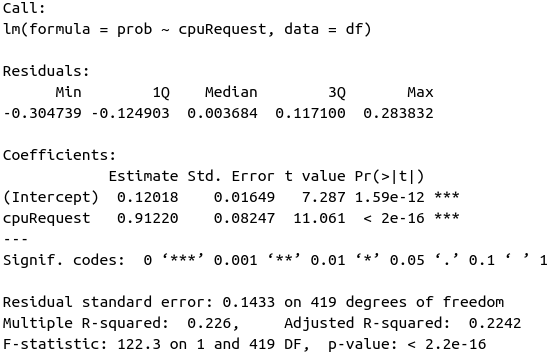 Call:
lm(formula = prob ~ cpuRequest, data = df)
Residuals:
Min 1Q Median 3Q Max
-0.304739 -0.124903 0.003684 0.117100 0.283832
Coefficients:
Estimate Std. Error t value Pr(>|t|)
(Intercept) 0.12018 0.01649 7.287 1.59e-12 ***
cpuRequest 0.91220 0.08247 11.061 < 2e-16 ***
---
Signif. codes: 0 ‘***’ 0.001 ‘**’ 0.01 ‘*’ 0.05 ‘.’ 0.1 ‘ ’ 1
Residual standard error: 0.1433 on 419 degrees of freedom
Multiple R-squared: 0.226, Adjusted R-squared: 0.2242
F-statistic: 122.3 on 1 and 419 DF, p-value: < 2.2e-16